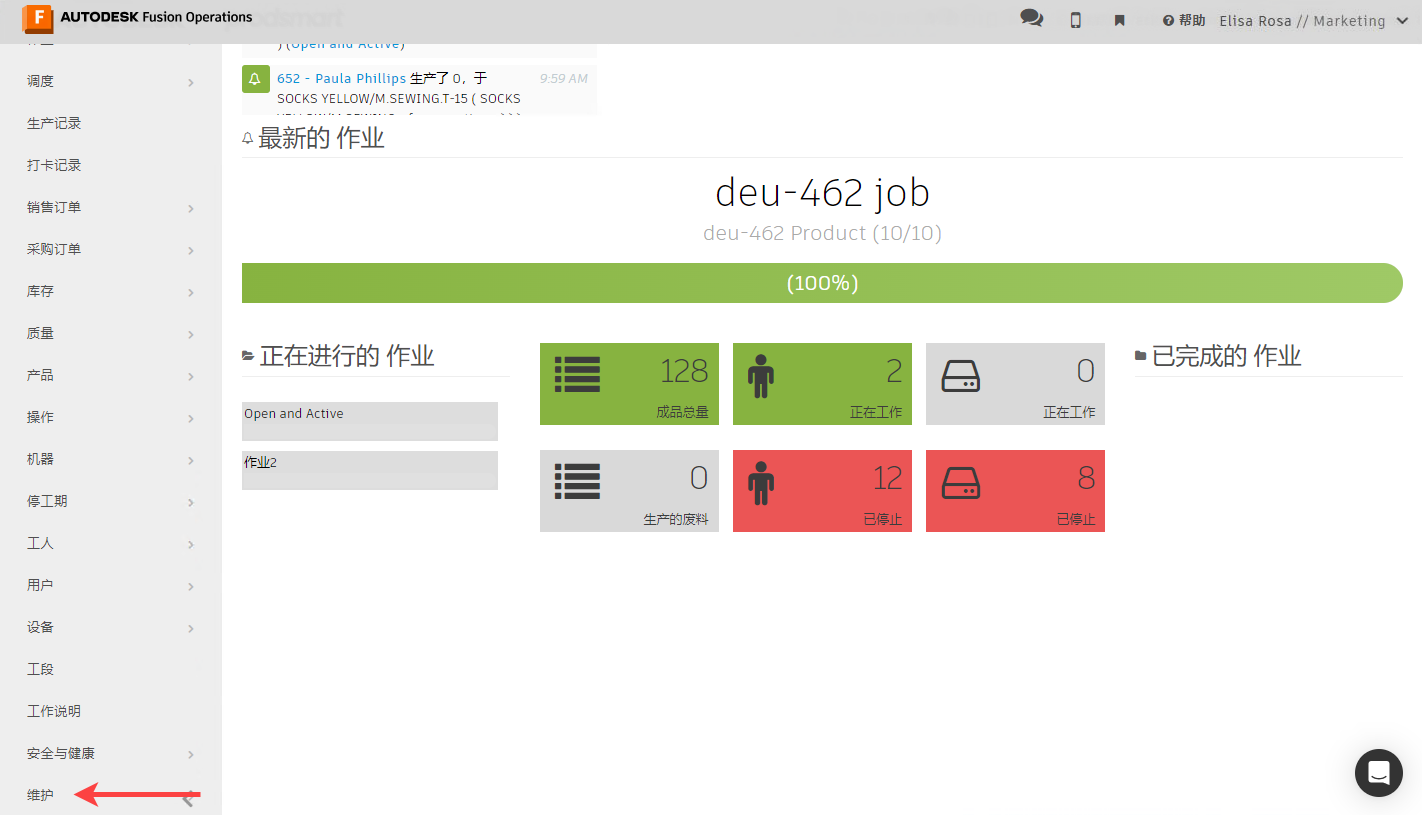 AUTODESK Fusion Operations
帮助
Elisa Rosa // Marketing
调度
生产记录
打卡记录
销售订单
采购订单
库存
质量
产品
操作
机器
停工期
工人
用户
设备
工段
工作说明
安全与健康
维护
) (Open and Active)
652 - Paula Phillips 生产了 0，于
9:59 AM
SOCKS YELLOW/M.SEWING.T-15 ( SOCKS
最新的 作业
deu-462 job
deu-462 Product (10/10)
(100%)
正在进行的 作业
Open and Active
作业2
128
成品总量
2
正在工作
0
正在工作
0
生产的废料
12
已停止
8
已停止
已完成的 作业